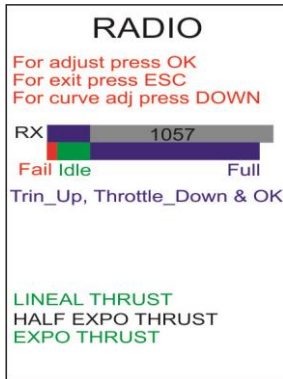 RADIO
For adjust press OK
For exit press ESC
For curve adj press DOWN
RX 1057
Fail Idle Full
Trin_Up, Throttle_Down & OK
LINEAL THRUST
HALF EXPO THRUST
EXPO THRUST